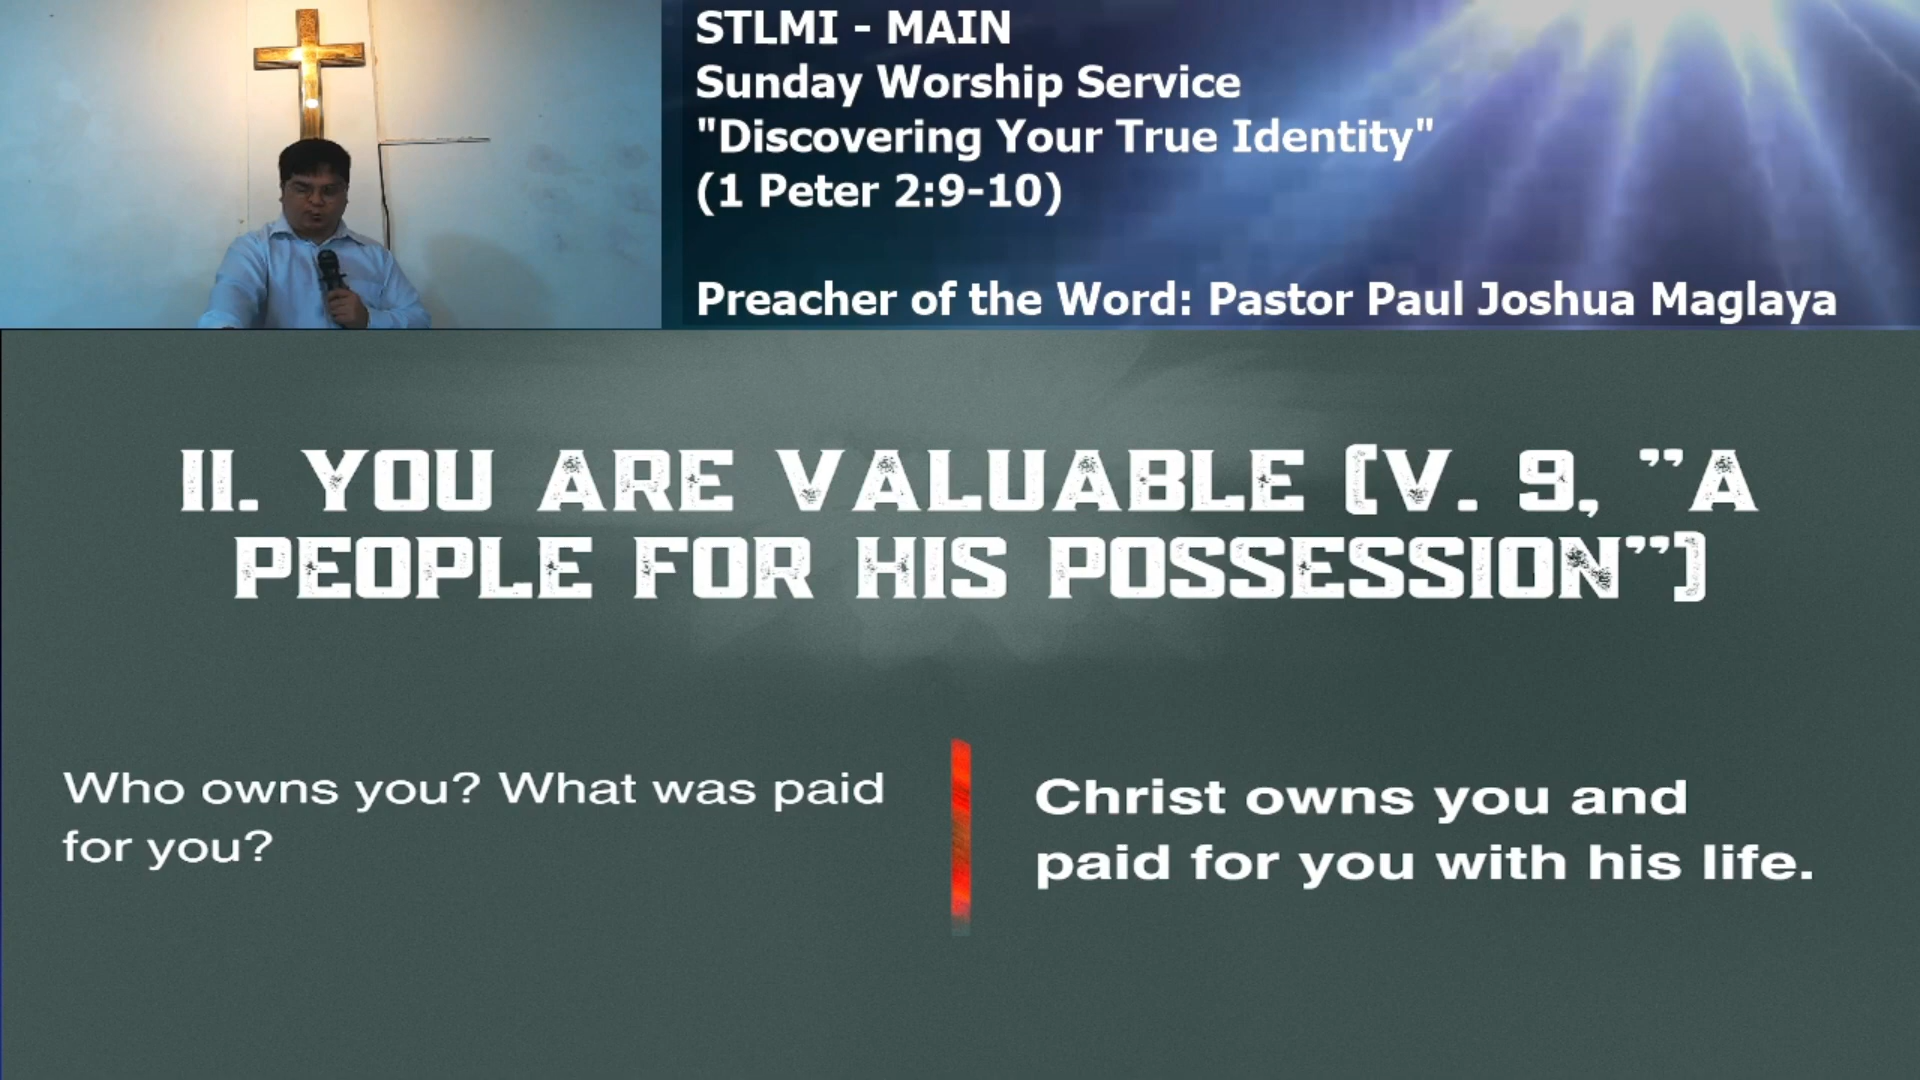 STLMI - MAIN
Sunday Worship Service
"Discovering Your True Identity"
(1 Peter 2:9-10)
Preacher of the Word: Pastor Paul Joshua Maglaya
II. YOU ARE VALUABLE (V. 9, ”A
PEOPLE FOR HIS POSSESSION”)
Who owns you? What was paid
for you?
Christ owns you and
paid for you with his life.